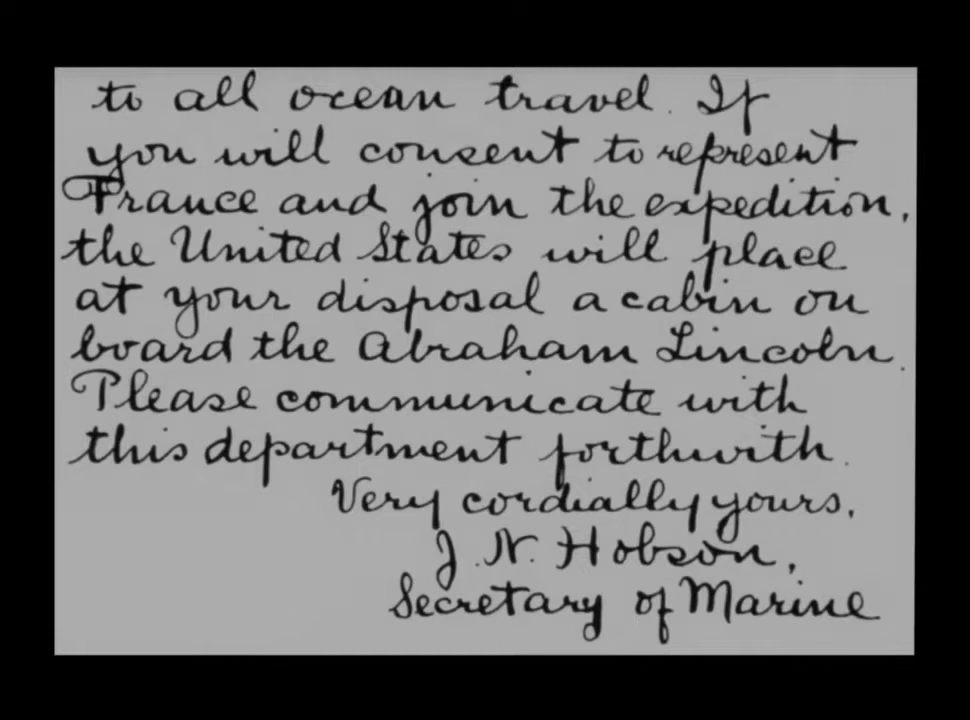 to all ocean travel. If
you will consent to represent
France and join the expedition,
the United States will place
at your disposal a cabin on
board the Abraham Lincoln.
Please communicate with
this department forthwith.
Very cordially yours,
J. N. Hobson,
Secretary of Marine